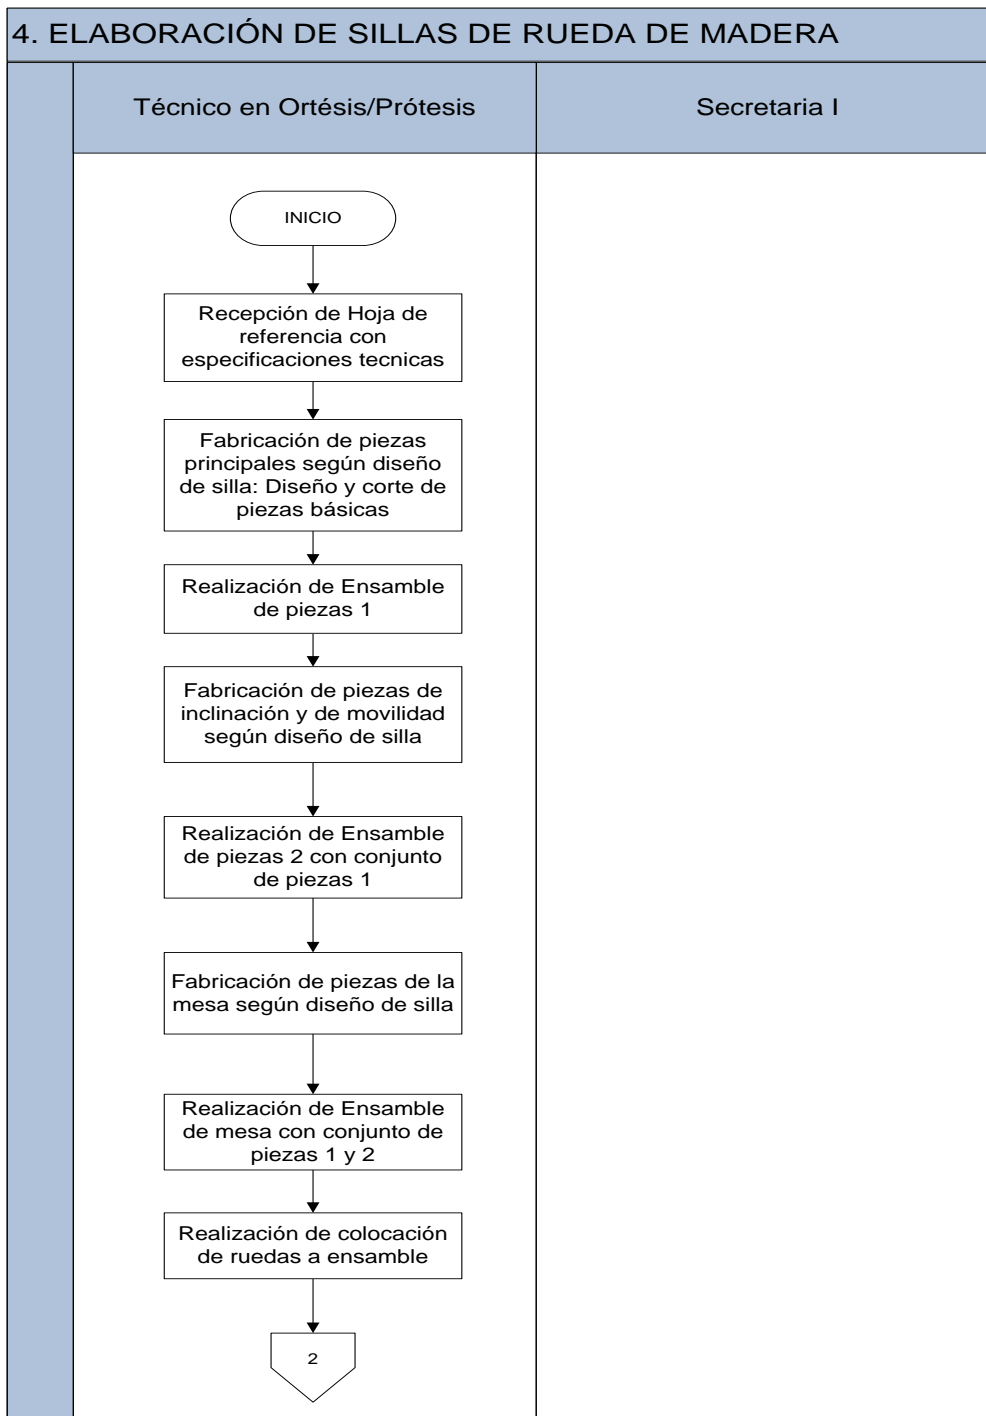 4. ELABORACIÓN DE SILLAS DE RUEDA DE MADERA
Técnico en Ortésis/Prótesis
Secretaria I
INICIO
Recepción de Hoja de
referencia con
especificaciones tecnicas
Fabricación de piezas
principales según diseño
de silla: Diseño y corte de
piezas básicas
Realización de Ensamble
de piezas 1
Fabricación de piezas de
inclinación y de movilidad
según diseño de silla
Realización de Ensamble
de piezas 2 con conjunto
de piezas 1
Fabricación de piezas de la
mesa según diseño de silla
Realización de Ensamble
de mesa con conjunto de
piezas 1 y 2
Realización de colocación
de ruedas a ensamble
2